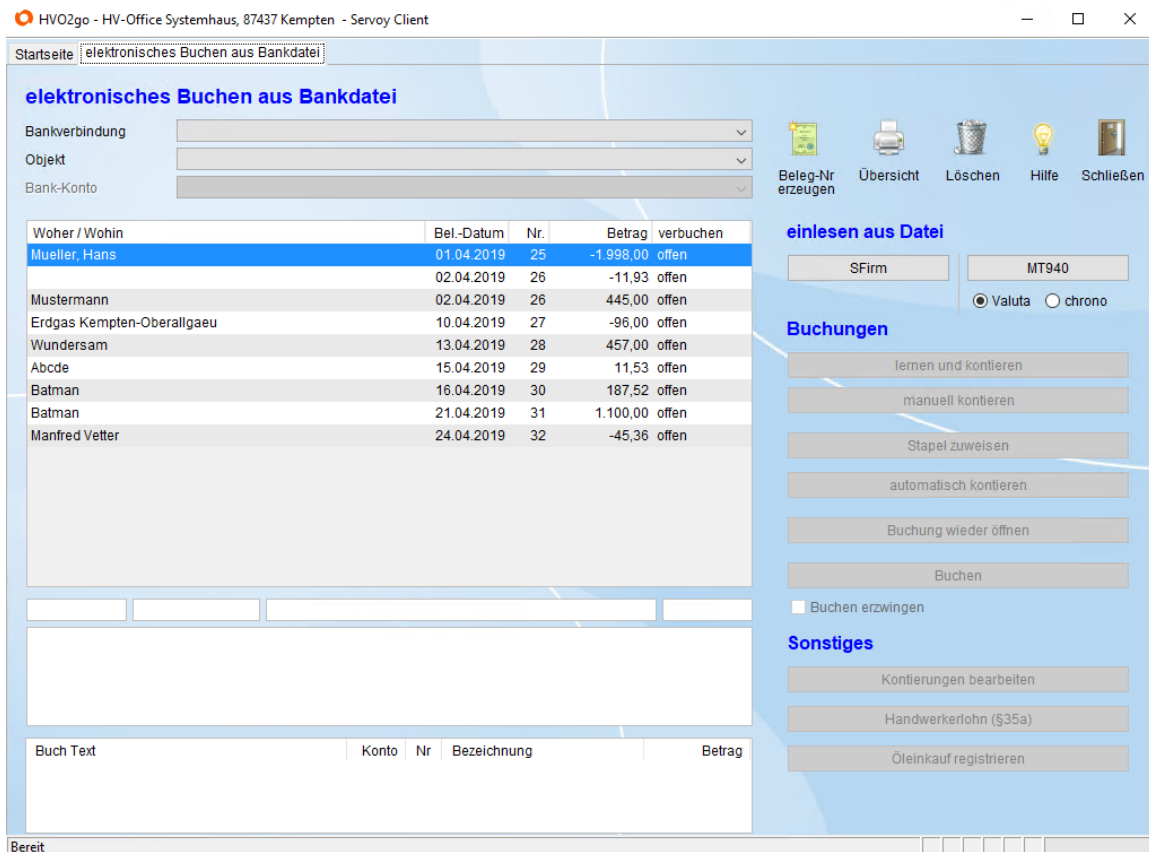 HVO2go - HV-Office Systemhaus, 87437 Kempten - Servoy Client
Startseite elektronisches Buchen aus Bankdatei
elektronisches Buchen aus Bankdatei
Bankverbindung
Objekt
Bank-Konto
Beleg-Nr erzeugen
Übersicht
Löschen
Hilfe
Schließen
Woher / Wohin Bel.-Datum Nr. Betrag verbuchen
Mueller, Hans 01.04.2019 25 -1.998,00 offen
02.04.2019 26 -11,93 offen
Mustermann 02.04.2019 26 445,00 offen
Erdgas Kempten-Oberallgaeu 10.04.2019 27 -96,00 offen
Wundersam 13.04.2019 28 457,00 offen
Abcde 15.04.2019 29 11,53 offen
Batman 16.04.2019 30 187,52 offen
Batman 21.04.2019 31 1.100,00 offen
Manfred Vetter 24.04.2019 32 -45,36 offen
einlesen aus Datei
SFirm MT940
Valuta chrono
Buchungen
lernen und kontieren
manuell kontieren
Stapel zuweisen
automatisch kontieren
Buchung wieder öffnen
Buchen
Buchen erzwingen
Sonstiges
Kontierungen bearbeiten
Handwerkerlohn (§35a)
Öleinkauf registrieren
Buch Text Konto Nr Bezeichnung Betrag
Bereit